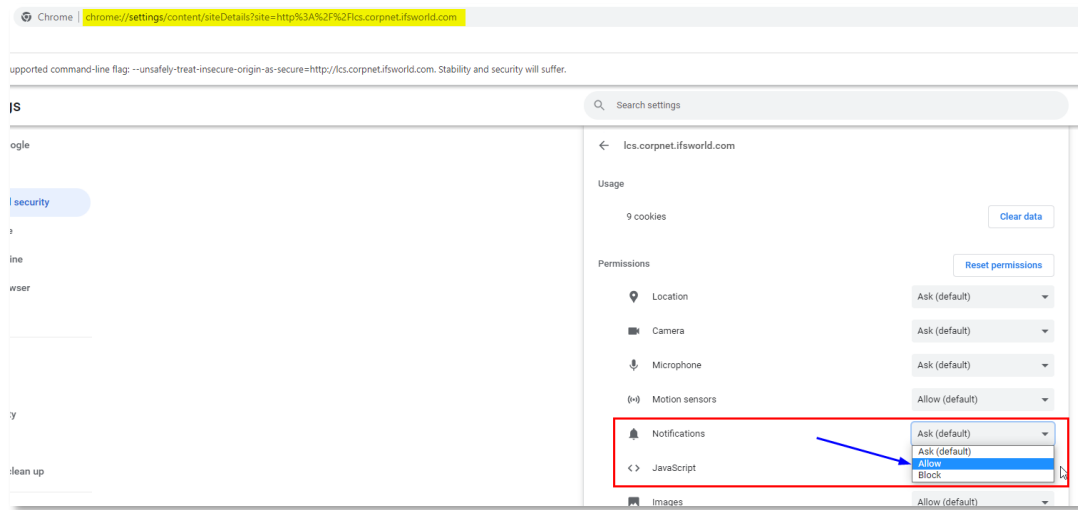 Chrome | chrome://settings/content/siteDetails?site=http%3A%2F%2Flcs.corpnet.ifsworld.com
upported command-line flag: --unsafely-treat-insecure-origin-as-secure=http://lcs.corpnet.ifsworld.com. Stability and security will suffer.
gs Search settings
ogle
lcs.corpnet.ifsworld.com
Usage
security
9 cookies Clear data
e
ine
Permissions Reset permissions
wser
Location Ask (default)
Camera Ask (default)
Microphone Ask (default)
Motion sensors Allow (default)
ty
Notifications Ask (default)
Ask (default)
Allow
Block
JavaScript
clean up
Images Allow (default)